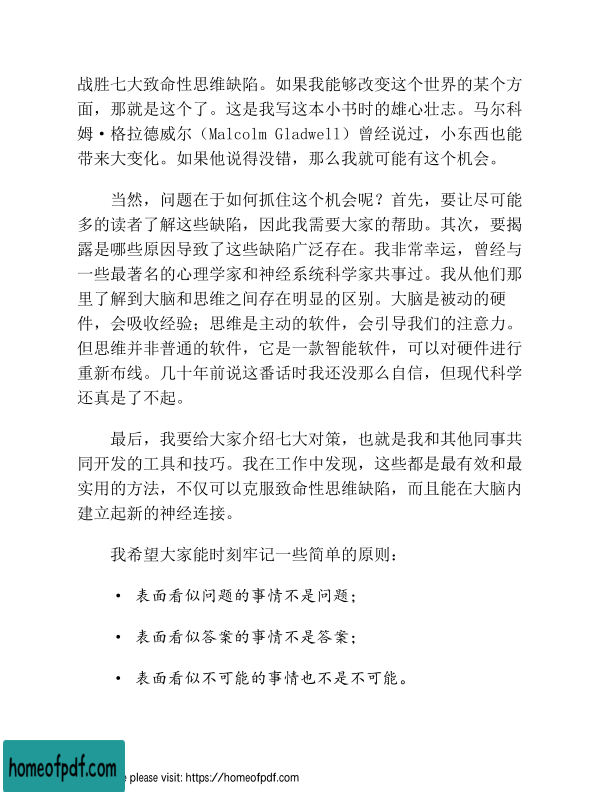 战胜七大致命性思维缺陷。如果我能够改变这个世界的某个方
面，那就是这个了。这是我写这本小书时的雄心壮志。马尔科
姆·格拉德威尔（Malcolm Gladwell）曾经说过，小东西也能
带来大变化。如果他说得没错，那么我就可能有这个机会。
当然，问题在于如何抓住这个机会呢？首先，要让尽可能
多的读者了解这些缺陷，因此我需要大家的帮助。其次，要揭
露是哪些原因导致了这些缺陷广泛存在。我非常幸运，曾经与
一些最著名的心理学家和神经系统科学家共事过。我从他们那
里了解到大脑和思维之间存在明显的区别。大脑是被动的硬
件，会吸收经验；思维是主动的软件，会引导我们的注意力。
但思维并非普通的软件，它是一款智能软件，可以对硬件进行
重新布线。几十年前说这番话时我还没那么自信，但现代科学
还真是了不起。
最后，我要给大家介绍七大对策，也就是我和其他同事共
同开发的工具和技巧。我在工作中发现，这些都是最有效和最
实用的方法，不仅可以克服致命性思维缺陷，而且能在大脑内
建立起新的神经连接。
我希望大家能时刻牢记一些简单的原则：
• 表面看似问题的事情不是问题；
• 表面看似答案的事情不是答案；
• 表面看似不可能的事情也不是不可能。
homeofpdf.com
e please visit: https://homeofpdf.com